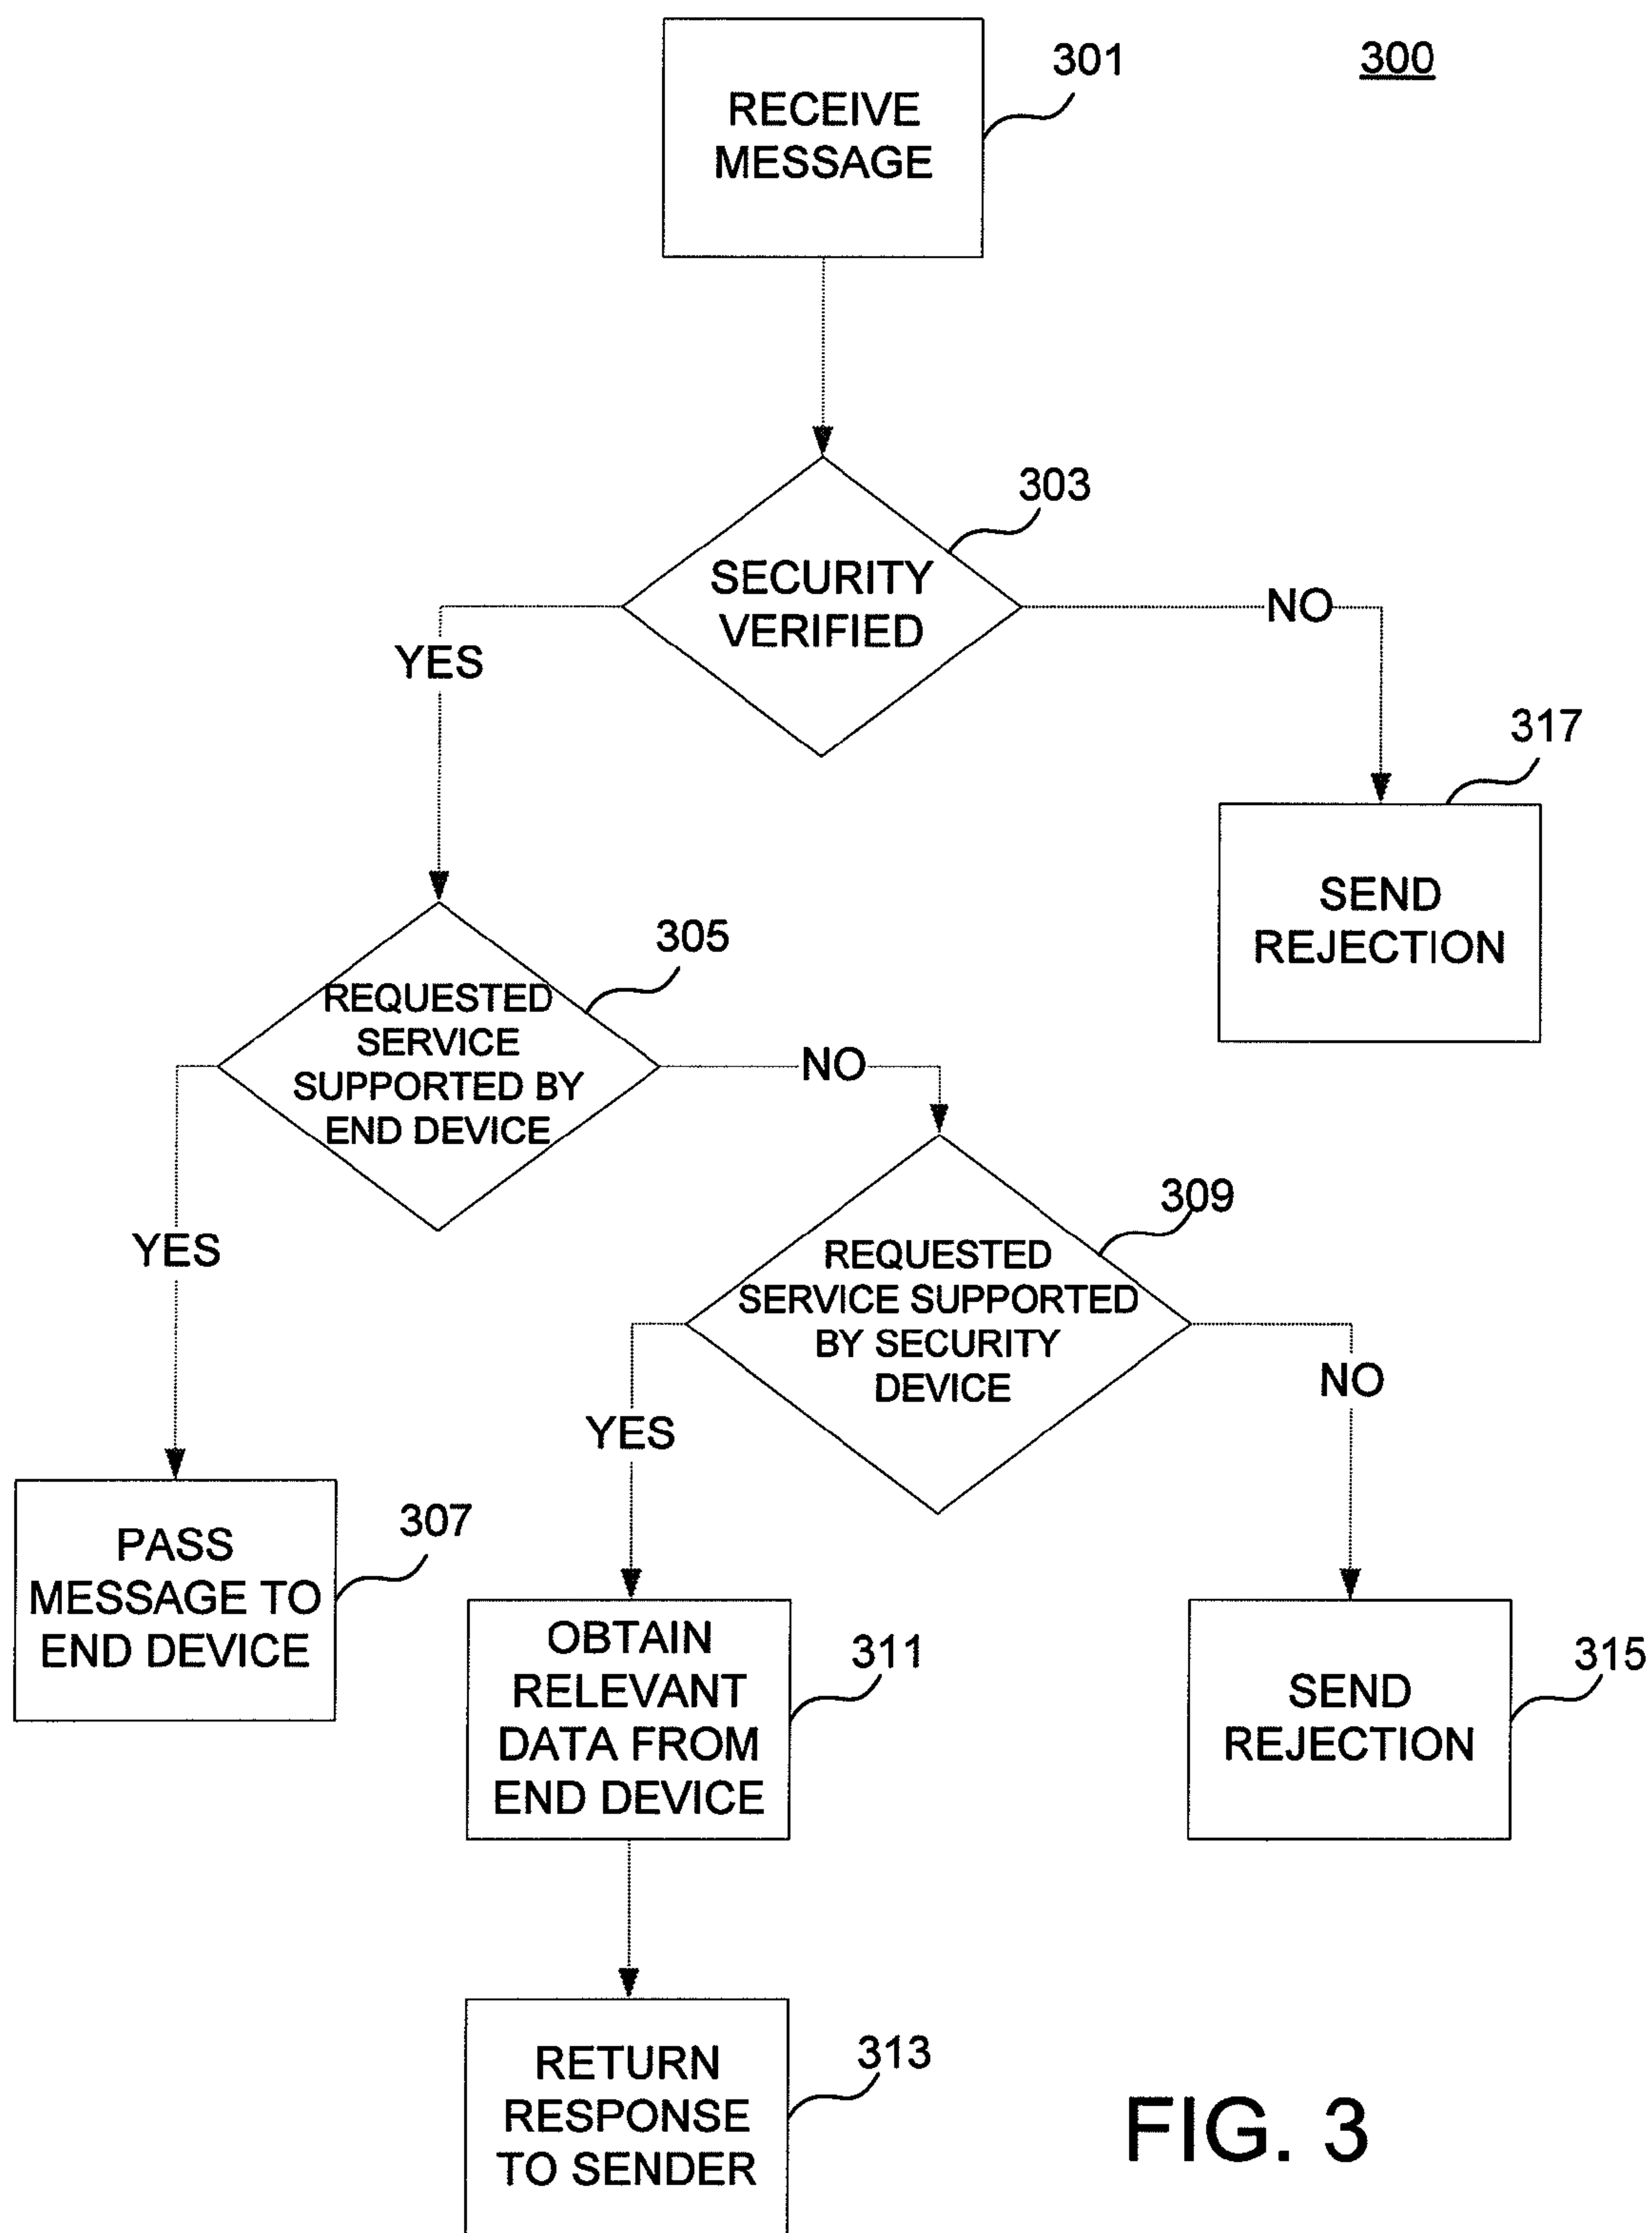 301
300
RECEIVE
MESSAGE
303
SECURITY
VERIFIED
NO
YES
317
SEND
REJECTION
305
REQUESTED
SERVICE
SUPPORTED BY
END DEVICE
NO
YES
309
REQUESTED
SERVICE SUPPORTED
BY SECURITY
DEVICE
NO
YES
307
PASS
MESSAGE TO
END DEVICE
311
OBTAIN
RELEVANT
DATA FROM
END DEVICE
315
SEND
REJECTION
313
RETURN
RESPONSE
TO SENDER
FIG. 3